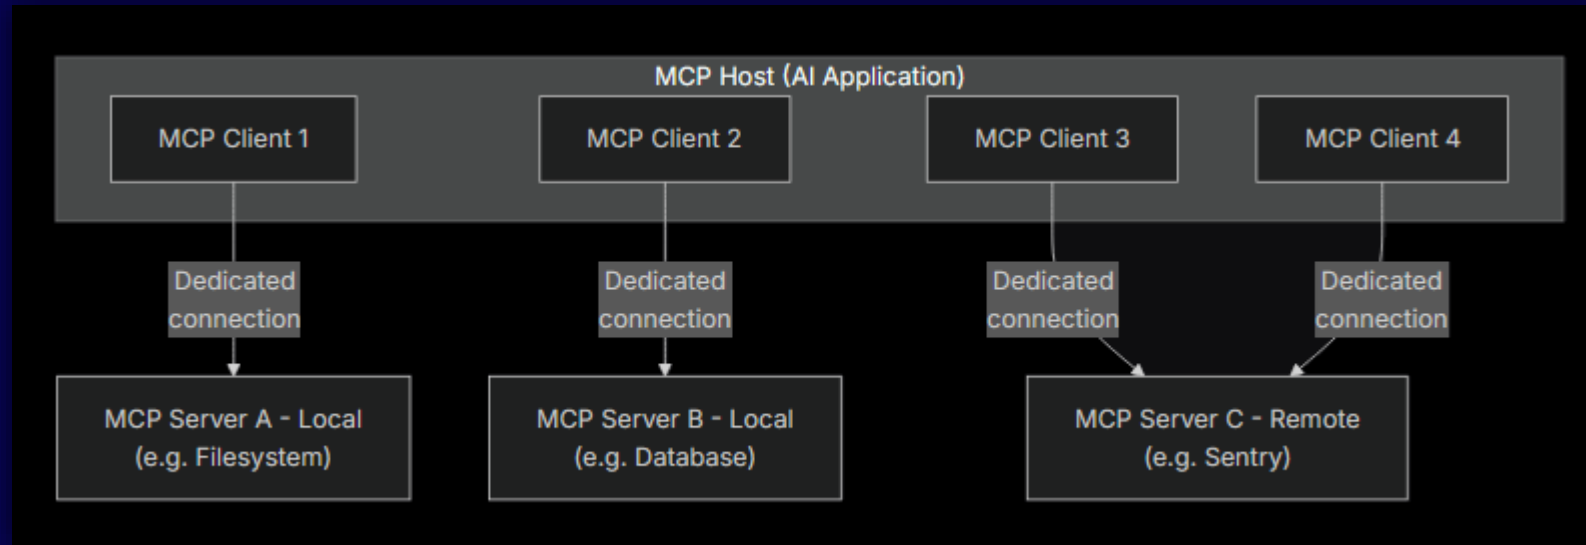 MCP Host (AI Application)
MCP Client 1
MCP Client 2
MCP Client 3
MCP Client 4
Dedicated
connection
Dedicated
connection
Dedicated
connection
Dedicated
connection
MCP Server A - Local
(e.g. Filesystem)
MCP Server B - Local
(e.g. Database)
MCP Server C - Remote
(e.g. Sentry)